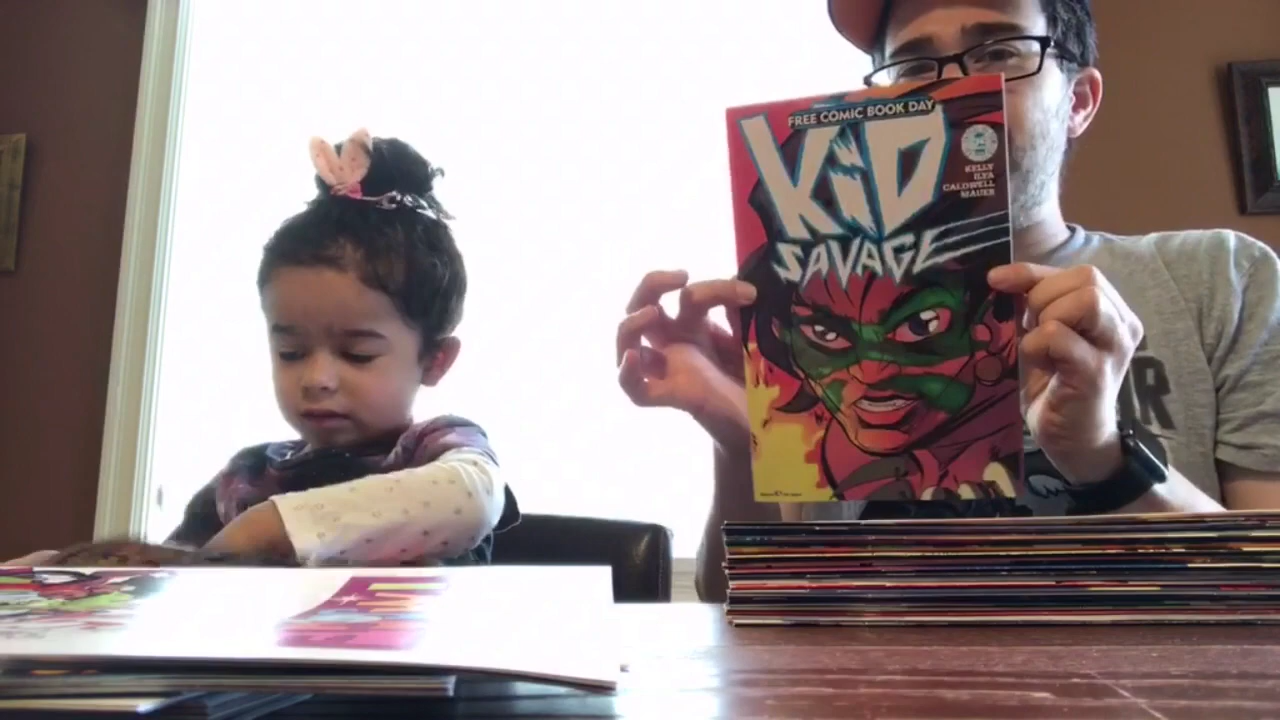 FREE COMIC BOOK DAY
KiD
SAVAGE
KELLY
ILYA
CALDWELL
MAUER